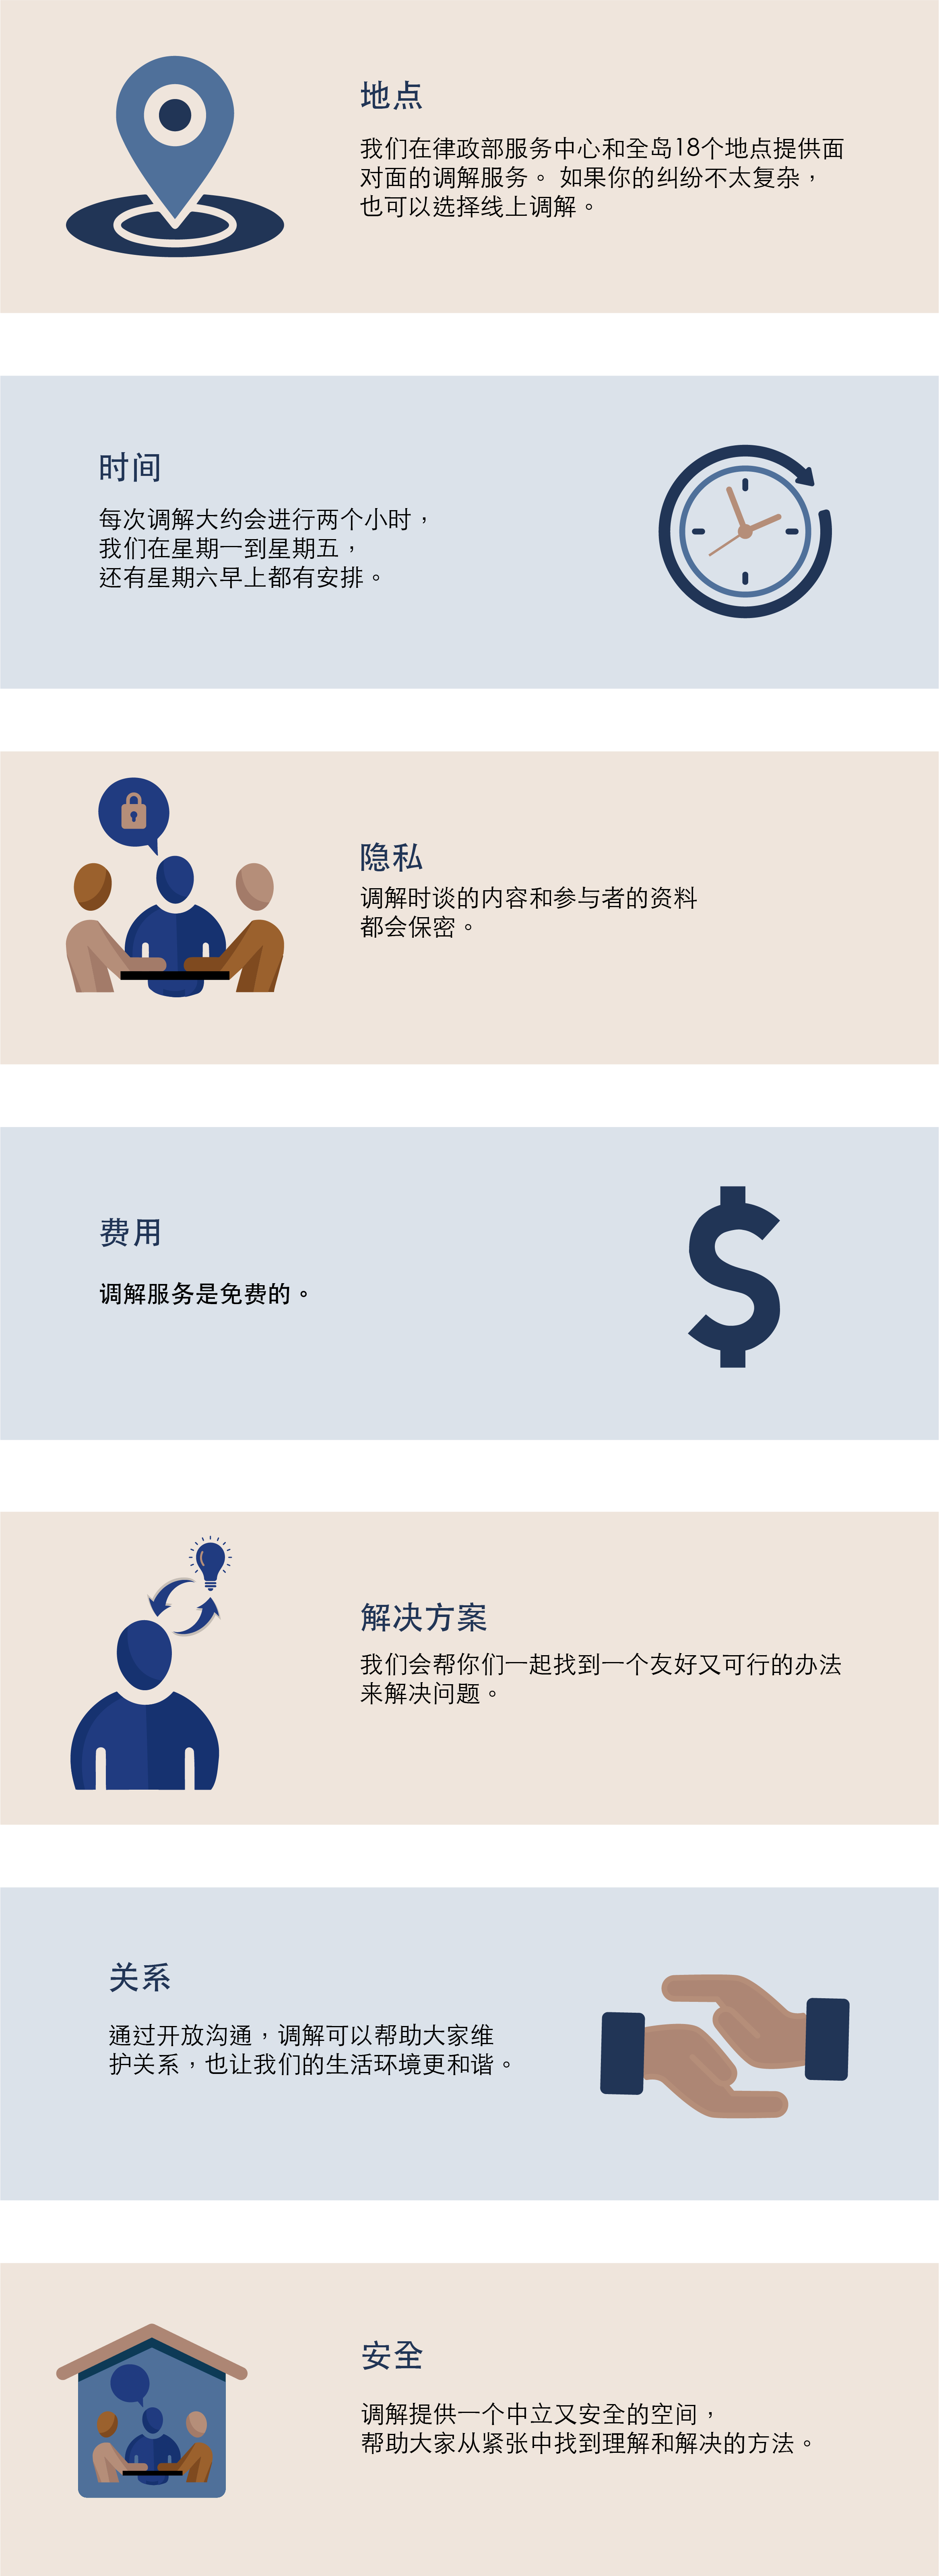 地点
我们在律政部服务中心和全岛18个地点提供面
对面的调解服务。 如果你的纠纷不太复杂，
也可以选择线上调解。
时间
每次调解大约会进行两个小时，
我们在星期一到星期五，
还有星期六早上都有安排。
隐私
调解时谈的内容和参与者的资料
都会保密。
费用
调解服务是免费的。
解决方案
我们会帮你们一起找到一个友好又可行的办法
来解决问题。
关系
通过开放沟通，调解可以帮助大家维
护关系，也让我们的生活环境更和谐。
安全
调解提供一个中立又安全的空间，
帮助大家从紧张中找到理解和解决的方法。